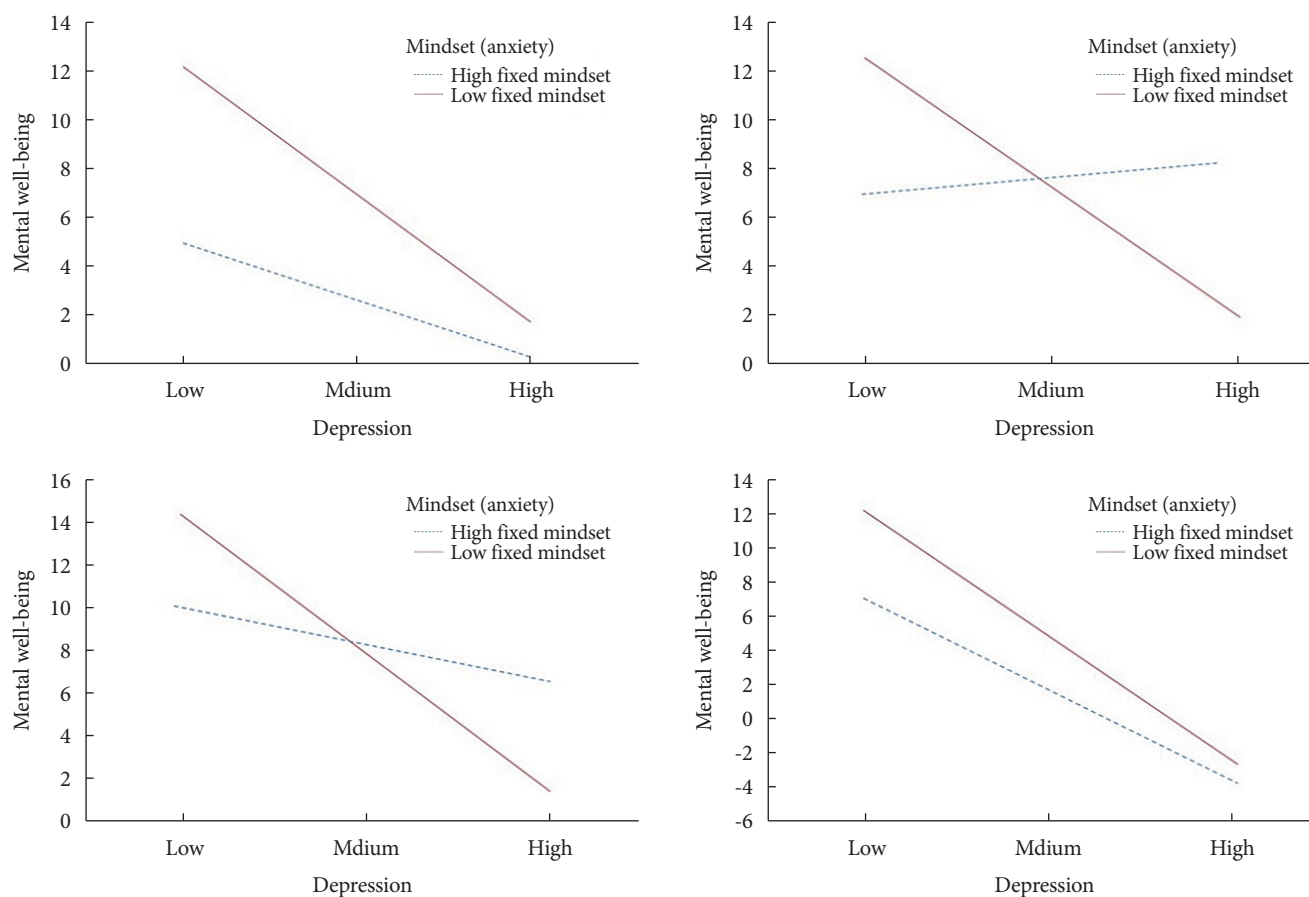 14
12
10
8
6
4
2
0
Mental well-being
Mindset (anxiety)
High fixed mindset
Low fixed mindset
Low
Mdium
High
Depression
14
12
10
8
6
4
2
0
Mental well-being
Mindset (anxiety)
High fixed mindset
Low fixed mindset
Low
Mdium
High
Depression
16
14
12
10
8
6
4
2
0
Mental well-being
Mindset (anxiety)
High fixed mindset
Low fixed mindset
Low
Mdium
High
Depression
14
12
10
8
6
4
2
0
-2
-4
-6
Mental well-being
Mindset (anxiety)
High fixed mindset
Low fixed mindset
Low
Mdium
High
Depression